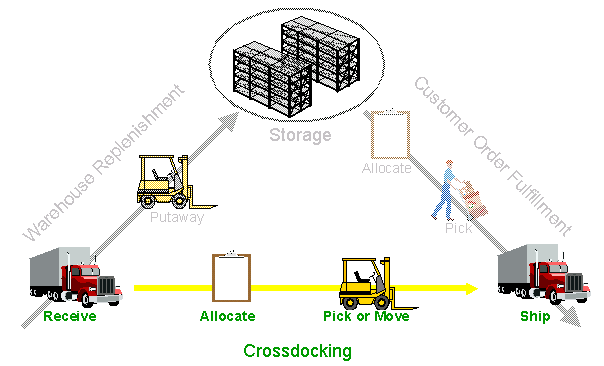 Storage
Warehouse Replenishment
Customer Order Fulfillment
Allocate
Putaway
Pick
Receive
Allocate
Pick or Move
Ship
Crossdocking